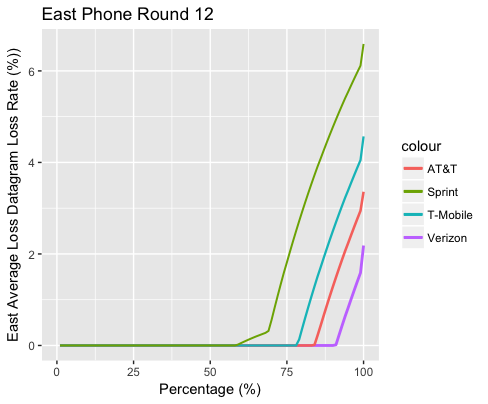 East Phone Round 12
East Average Loss Datagram Loss Rate (%))
6
4
2
0
0 25 50 75 100
Percentage (%)
colour
AT&T
Sprint
T-Mobile
Verizon